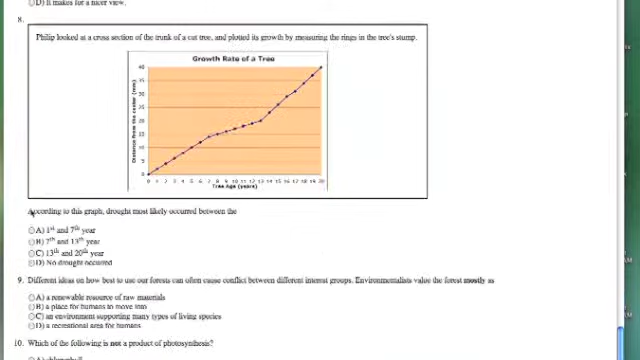 D) It makes for a nicer view.
8.
Philip looked at a cross section of the trunk of a cut tree, and plotted its growth by measuring the rings in the tree's stump.
Growth Rate of a Tree
Distance from the center (mm)
40
35
30
25
20
15
10
5
0
0 1 2 3 4 5 6 7 8 9 10 11 12 13 14 15 16 17 18 19 20
Tree Age (years)
According to this graph, drought most likely occurred between the
A) 1st and 7th year
B) 7th and 13th year
C) 13th and 20th year
D) No drought occurred
9. Different ideas on how best to use our forests can often cause conflict between different interest groups. Environmentalists value the forest mostly as
A) a renewable resource of raw materials
B) a place for humans to move into
C) an environment supporting many types of living species
D) a recreational area for humans
10. Which of the following is not a product of photosynthesis?